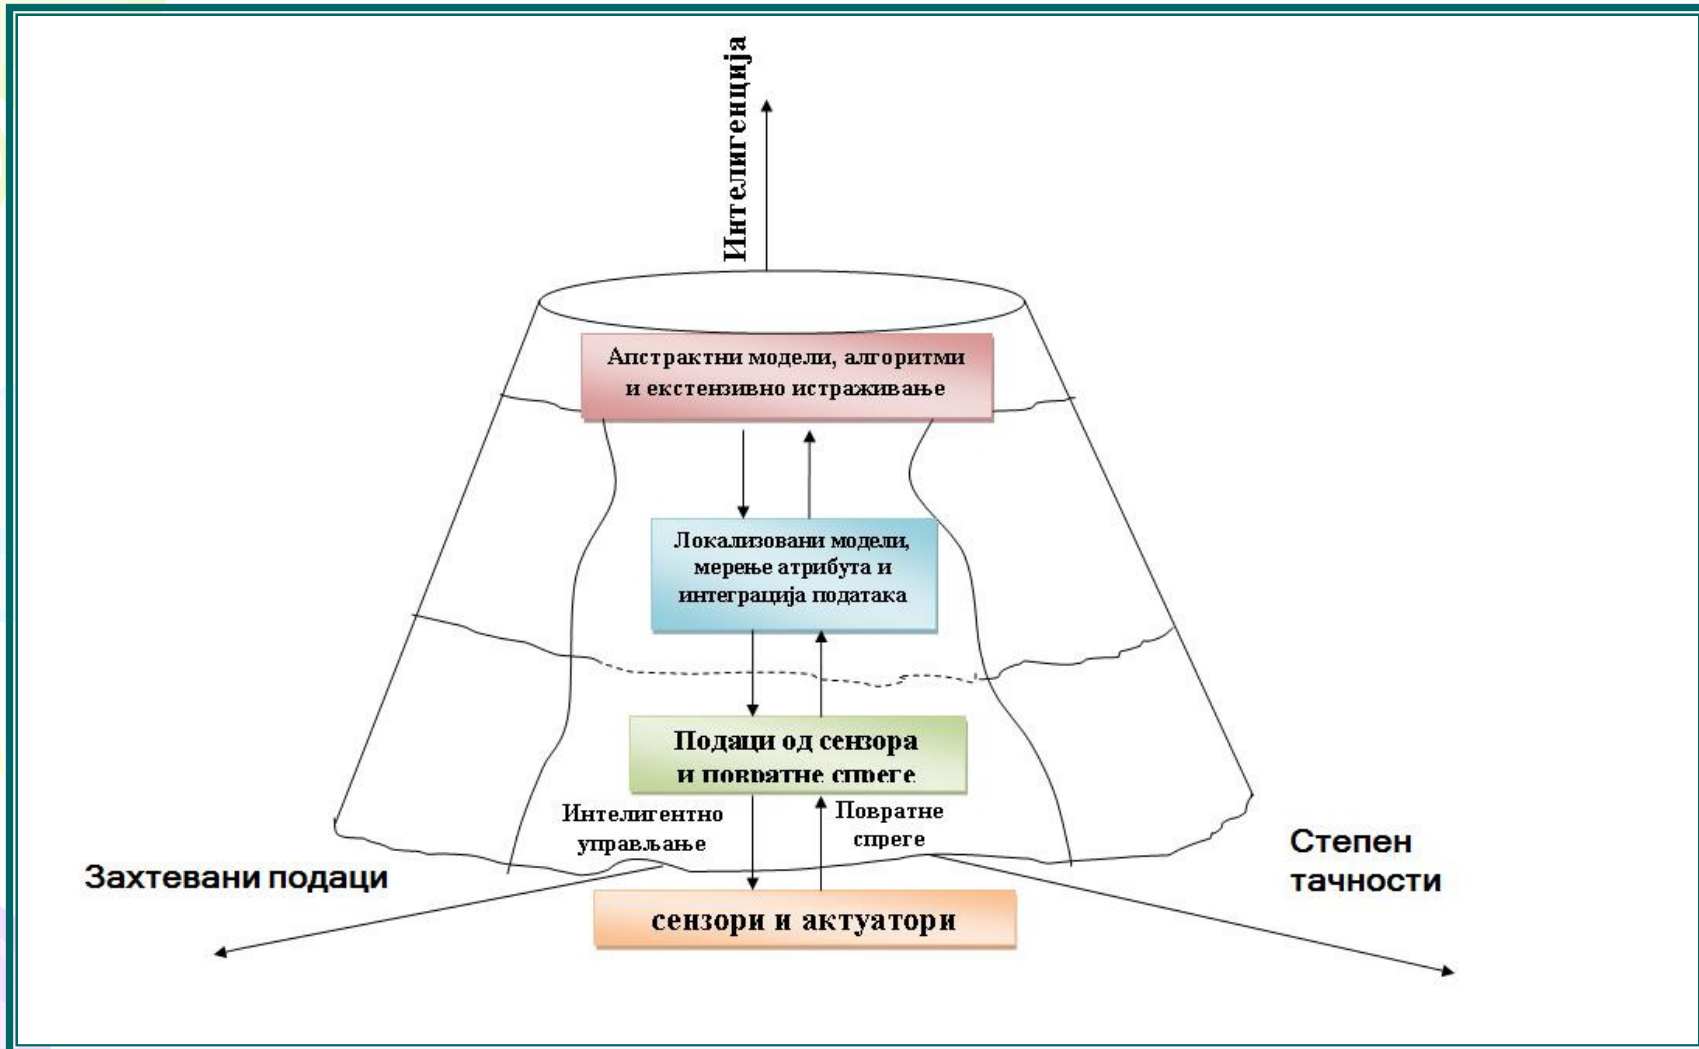 Интелигенција
Апстрактни модели, алгоритми
и екстензивно истраживање
Локализовани модели,
мерење атрибута и
интеграција података
Подаци од сензора
и повратне спреге
Интелигентно
управљање
Повратне
спреге
Захтевани подаци
Степен
тачности
сензори и актуатори